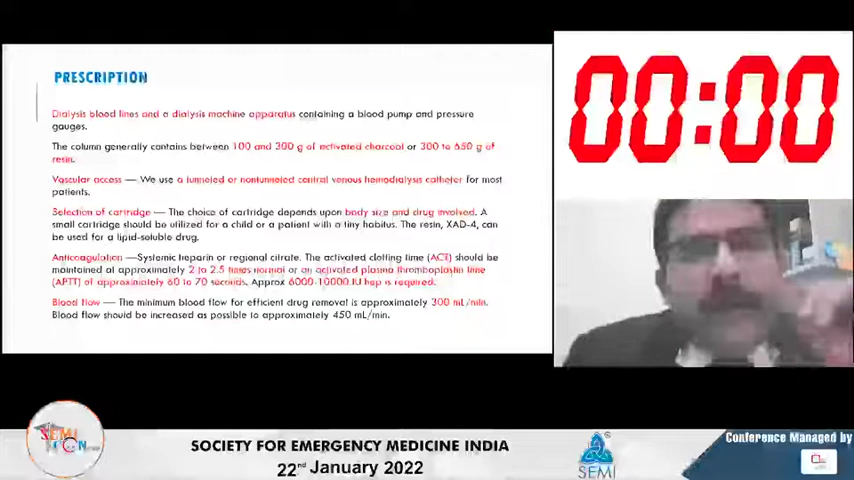 PRESCRIPTION
Dialysis blood lines and a dialysis machine apparatus containing a blood pump and pressure
gauges.
The column generally contains between 100 and 300 g of activated charcoal or 300 to 650 g of
resin.
Vascular access — We use a tunneled or nontunneled central venous hemodialysis catheter for most
patients.
Selection of cartridge — The choice of cartridge depends upon body size and drug involved. A
small cartridge should be utilized for a child or a patient with a tiny habitus. The resin, XAD-4, can
be used for a lipid-soluble drug.
Anticoagulation —Systemic heparin or regional citrate. The activated clotting time (ACT) should be
maintained at approximately 2 to 2.5 times normal or an activated plasma thromboplastin time
(APTT) of approximately 60 to 70 seconds. Approx 6000-10000 IU hep is required.
Blood flow — The minimum blood flow for efficient drug removal is approximately 300 mL/min.
Blood flow should be increased as possible to approximately 450 mL/min.
00:00
SOCIETY FOR EMERGENCY MEDICINE INDIA
22nd January 2022
SEMI
Conference Managed by